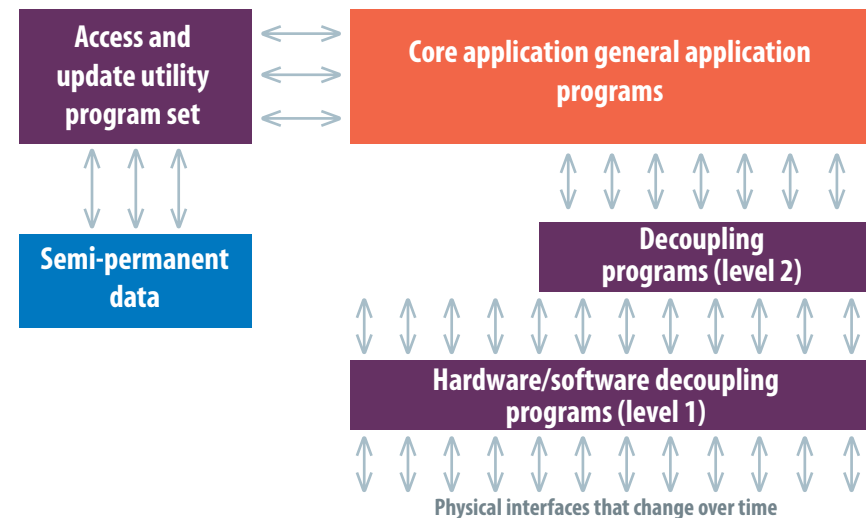 Access and
update utility
program set
Core application general application
programs
Semi-permanent
data
Decoupling
programs (level 2)
Hardware/software decoupling
programs (level 1)
Physical interfaces that change over time